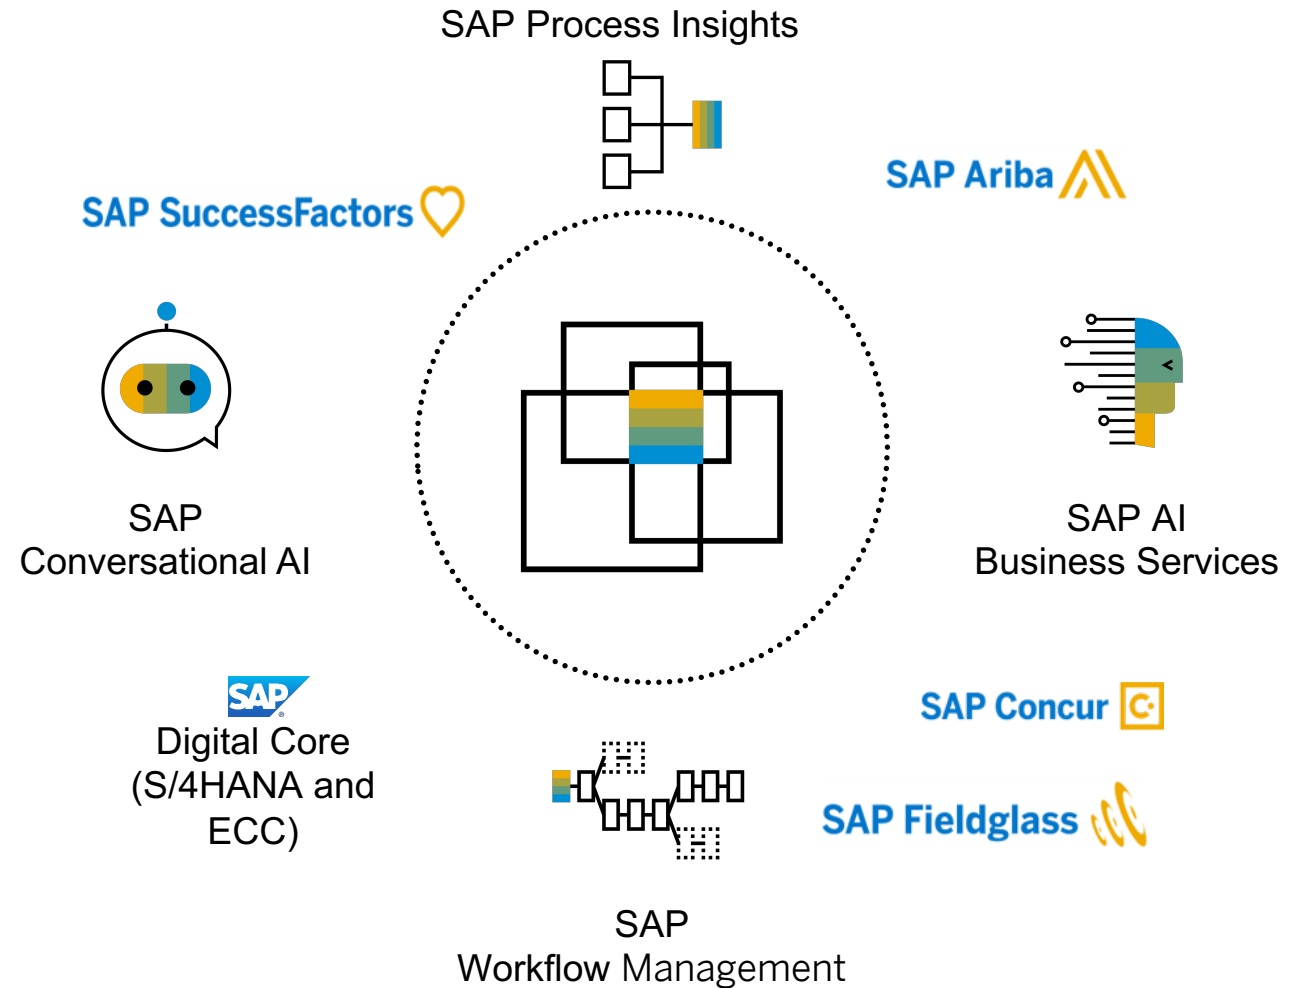 SAP Process Insights
SAP Ariba
SAP SuccessFactors
SAP
Conversational AI
SAP AI
Business Services
SAP®
Digital Core
(S/4HANA and
ECC)
SAP Concur C
SAP Fieldglass
SAP
Workflow Management